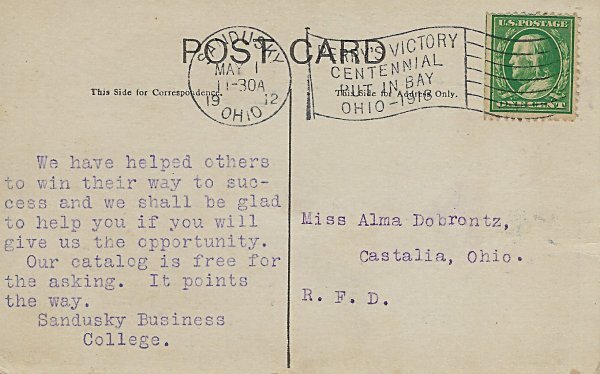 POST CARD
SANDUSKY
MAY 1
11-30A
19 12
OHIO
PERRY'S VICTORY
CENTENNIAL
PUT IN BAY
OHIO-1913
U.S. POSTAGE
ONE CENT
This Side for Correspondence.
This Side for Address Only.
We have helped others
to win their way to suc-
cess and we shall be glad
to help you if you will
give us the opportunity.
Our catalog is free for
the asking. It points
the way.
Sandusky Business
College.
Miss Alma Dobrontz,
Castalia, Ohio.
R. F. D.